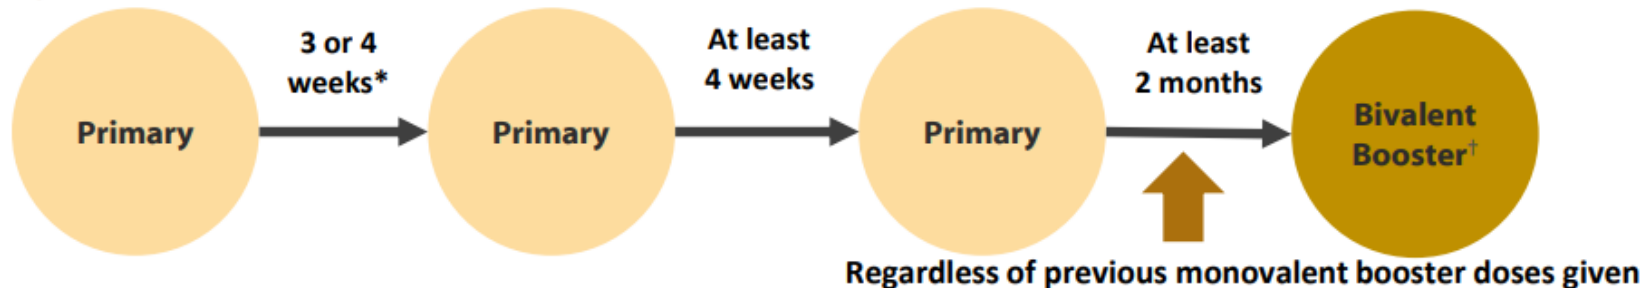 Primary
3 or 4
weeks*
Primary
At least
4 weeks
Primary
At least
2 months
Bivalent
Booster†
Regardless of previous monovalent booster doses given